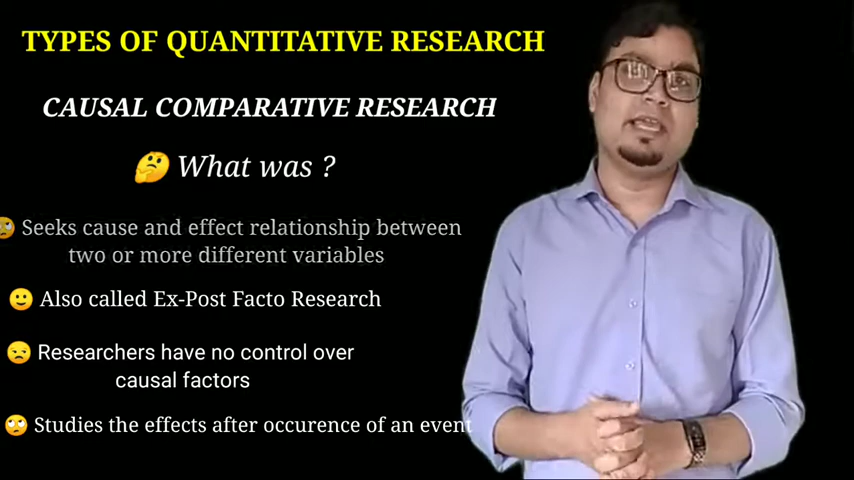 TYPES OF QUANTITATIVE RESEARCH
CAUSAL COMPARATIVE RESEARCH
🤔 What was ?
🙄 Seeks cause and effect relationship between
two or more different variables
🙂 Also called Ex-Post Facto Research
😒 Researchers have no control over
causal factors
🙄 Studies the effects after occurence of an event